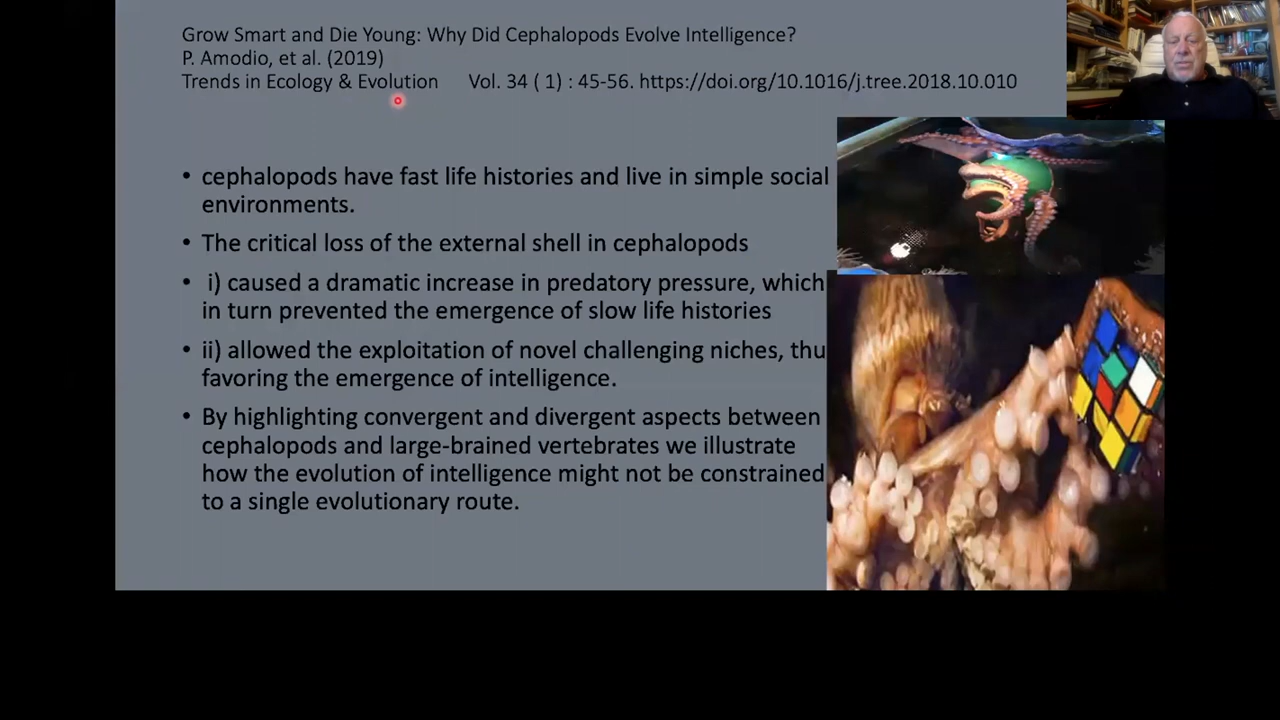 Grow Smart and Die Young: Why Did Cephalopods Evolve Intelligence?
P. Amodio, et al. (2019)
Trends in Ecology & Evolution Vol. 34 ( 1) : 45-56. https://doi.org/10.1016/j.tree.2018.10.010
• cephalopods have fast life histories and live in simple social
environments.
• The critical loss of the external shell in cephalopods
• i) caused a dramatic increase in predatory pressure, which
in turn prevented the emergence of slow life histories
• ii) allowed the exploitation of novel challenging niches, thu
favoring the emergence of intelligence.
• By highlighting convergent and divergent aspects between
cephalopods and large-brained vertebrates we illustrate
how the evolution of intelligence might not be constrained
to a single evolutionary route.